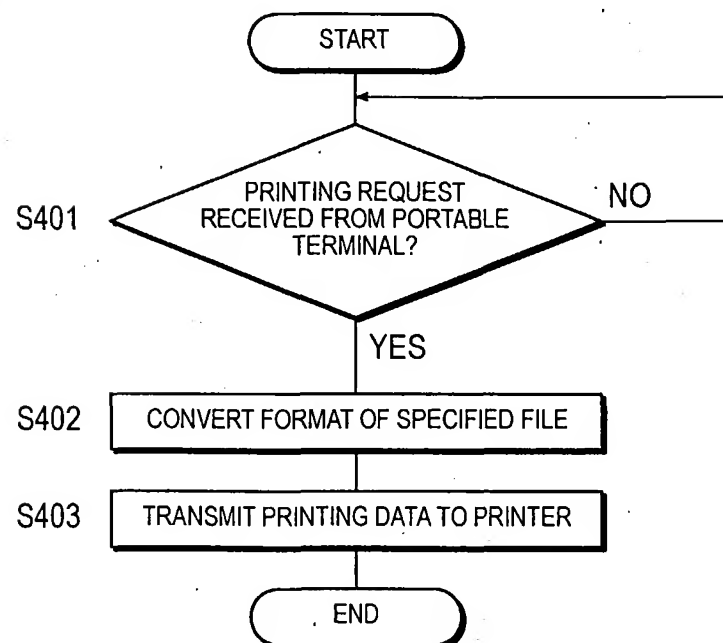 START
S401
PRINTING REQUEST
RECEIVED FROM PORTABLE
TERMINAL?
NO
YES
S402
CONVERT FORMAT OF SPECIFIED FILE
S403
TRANSMIT PRINTING DATA TO PRINTER
END